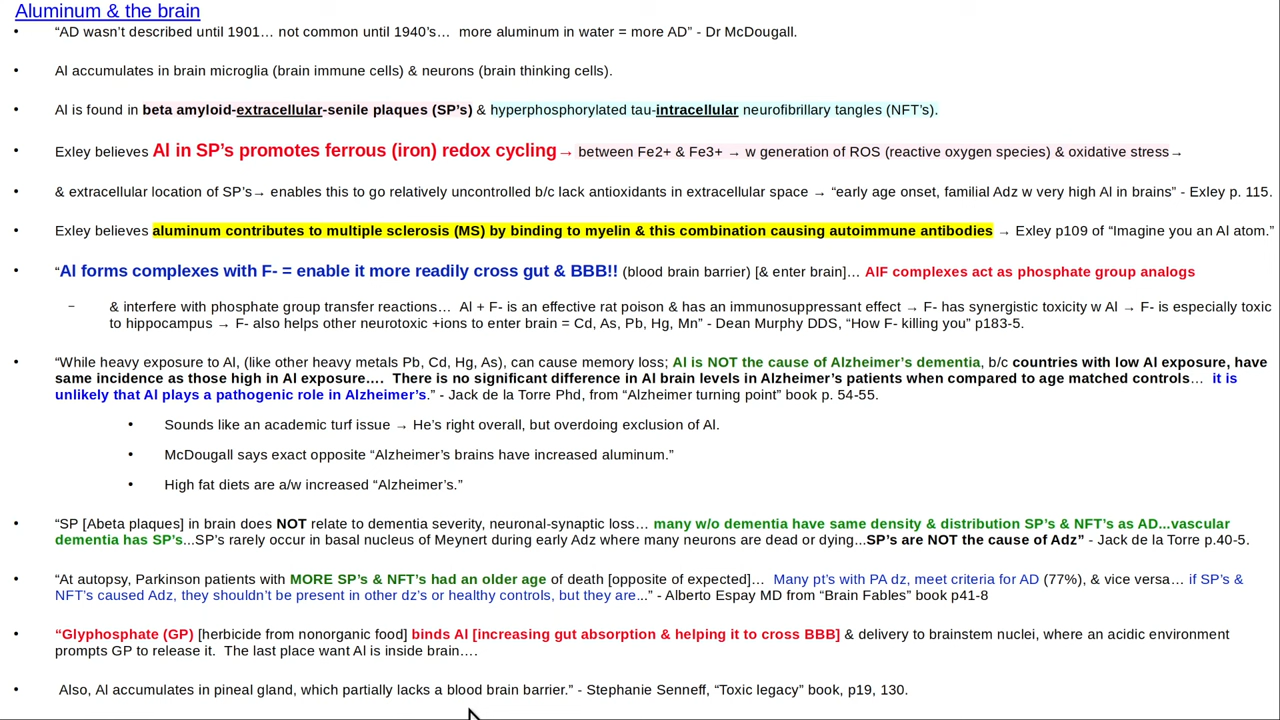 Aluminum & the brain
• “AD wasn’t described until 1901… not common until 1940’s… more aluminum in water = more AD” - Dr McDougall.
• Al accumulates in brain microglia (brain immune cells) & neurons (brain thinking cells).
• Al is found in beta amyloid-extracellular-senile plaques (SP’s) & hyperphosphorylated tau-intracellular neurofibrillary tangles (NFT’s).
• Exley believes Al in SP’s promotes ferrous (iron) redox cycling→ between Fe2+ & Fe3+ → w generation of ROS (reactive oxygen species) & oxidative stress→
• & extracellular location of SP’s→ enables this to go relatively uncontrolled b/c lack antioxidants in extracellular space → “early age onset, familial Adz w very high Al in brains” - Exley p. 115.
• Exley believes aluminum contributes to multiple sclerosis (MS) by binding to myelin & this combination causing autoimmune antibodies → Exley p109 of “Imagine you an Al atom.”
• “Al forms complexes with F- = enable it more readily cross gut & BBB!! (blood brain barrier) [& enter brain]… AlF complexes act as phosphate group analogs
– & interfere with phosphate group transfer reactions… Al + F- is an effective rat poison & has an immunosuppressant effect → F- has synergistic toxicity w Al → F- is especially toxic
to hippocampus → F- also helps other neurotoxic +ions to enter brain = Cd, As, Pb, Hg, Mn” - Dean Murphy DDS, “How F- killing you” p183-5.
• “While heavy exposure to Al, (like other heavy metals Pb, Cd, Hg, As), can cause memory loss; Al is NOT the cause of Alzheimer’s dementia, b/c countries with low Al exposure, have
same incidence as those high in Al exposure…. There is no significant difference in Al brain levels in Alzheimer’s patients when compared to age matched controls… it is
unlikely that Al plays a pathogenic role in Alzheimer’s.” - Jack de la Torre Phd, from “Alzheimer turning point” book p. 54-55.
• Sounds like an academic turf issue → He’s right overall, but overdoing exclusion of Al.
• McDougall says exact opposite “Alzheimer’s brains have increased aluminum.”
• High fat diets are a/w increased “Alzheimer’s.”
• “SP [Abeta plaques] in brain does NOT relate to dementia severity, neuronal-synaptic loss… many w/o dementia have same density & distribution SP’s & NFT’s as AD...vascular
dementia has SP’s...SP’s rarely occur in basal nucleus of Meynert during early Adz where many neurons are dead or dying...SP’s are NOT the cause of Adz” - Jack de la Torre p.40-5.
• “At autopsy, Parkinson patients with MORE SP’s & NFT’s had an older age of death [opposite of expected]… Many pt’s with PA dz, meet criteria for AD (77%), & vice versa… if SP’s &
NFT’s caused Adz, they shouldn’t be present in other dz’s or healthy controls, but they are...” - Alberto Espay MD from “Brain Fables” book p41-8
• “Glyphosphate (GP) [herbicide from nonorganic food] binds Al [increasing gut absorption & helping it to cross BBB] & delivery to brainstem nuclei, where an acidic environment
prompts GP to release it. The last place want Al is inside brain….
• Also, Al accumulates in pineal gland, which partially lacks a blood brain barrier.” - Stephanie Senneff, “Toxic legacy” book, p19, 130.